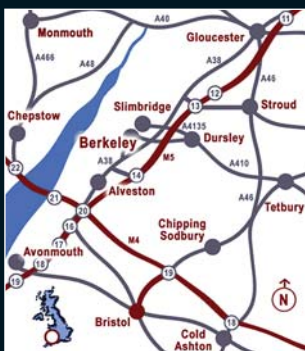 A40
11
Monmouth
Gloucester
A466
A48
A38
A46
12
13
Chepstow
Slimbridge
Stroud
A4135
Berkeley
Dursley
M5
22
A38
14
A410
21
Alveston
Tetbury
20
A46
16
Chipping
Sodbury
17
M4
Avonmouth
18
19
19
N
Bristol
18
Cold
Ashton